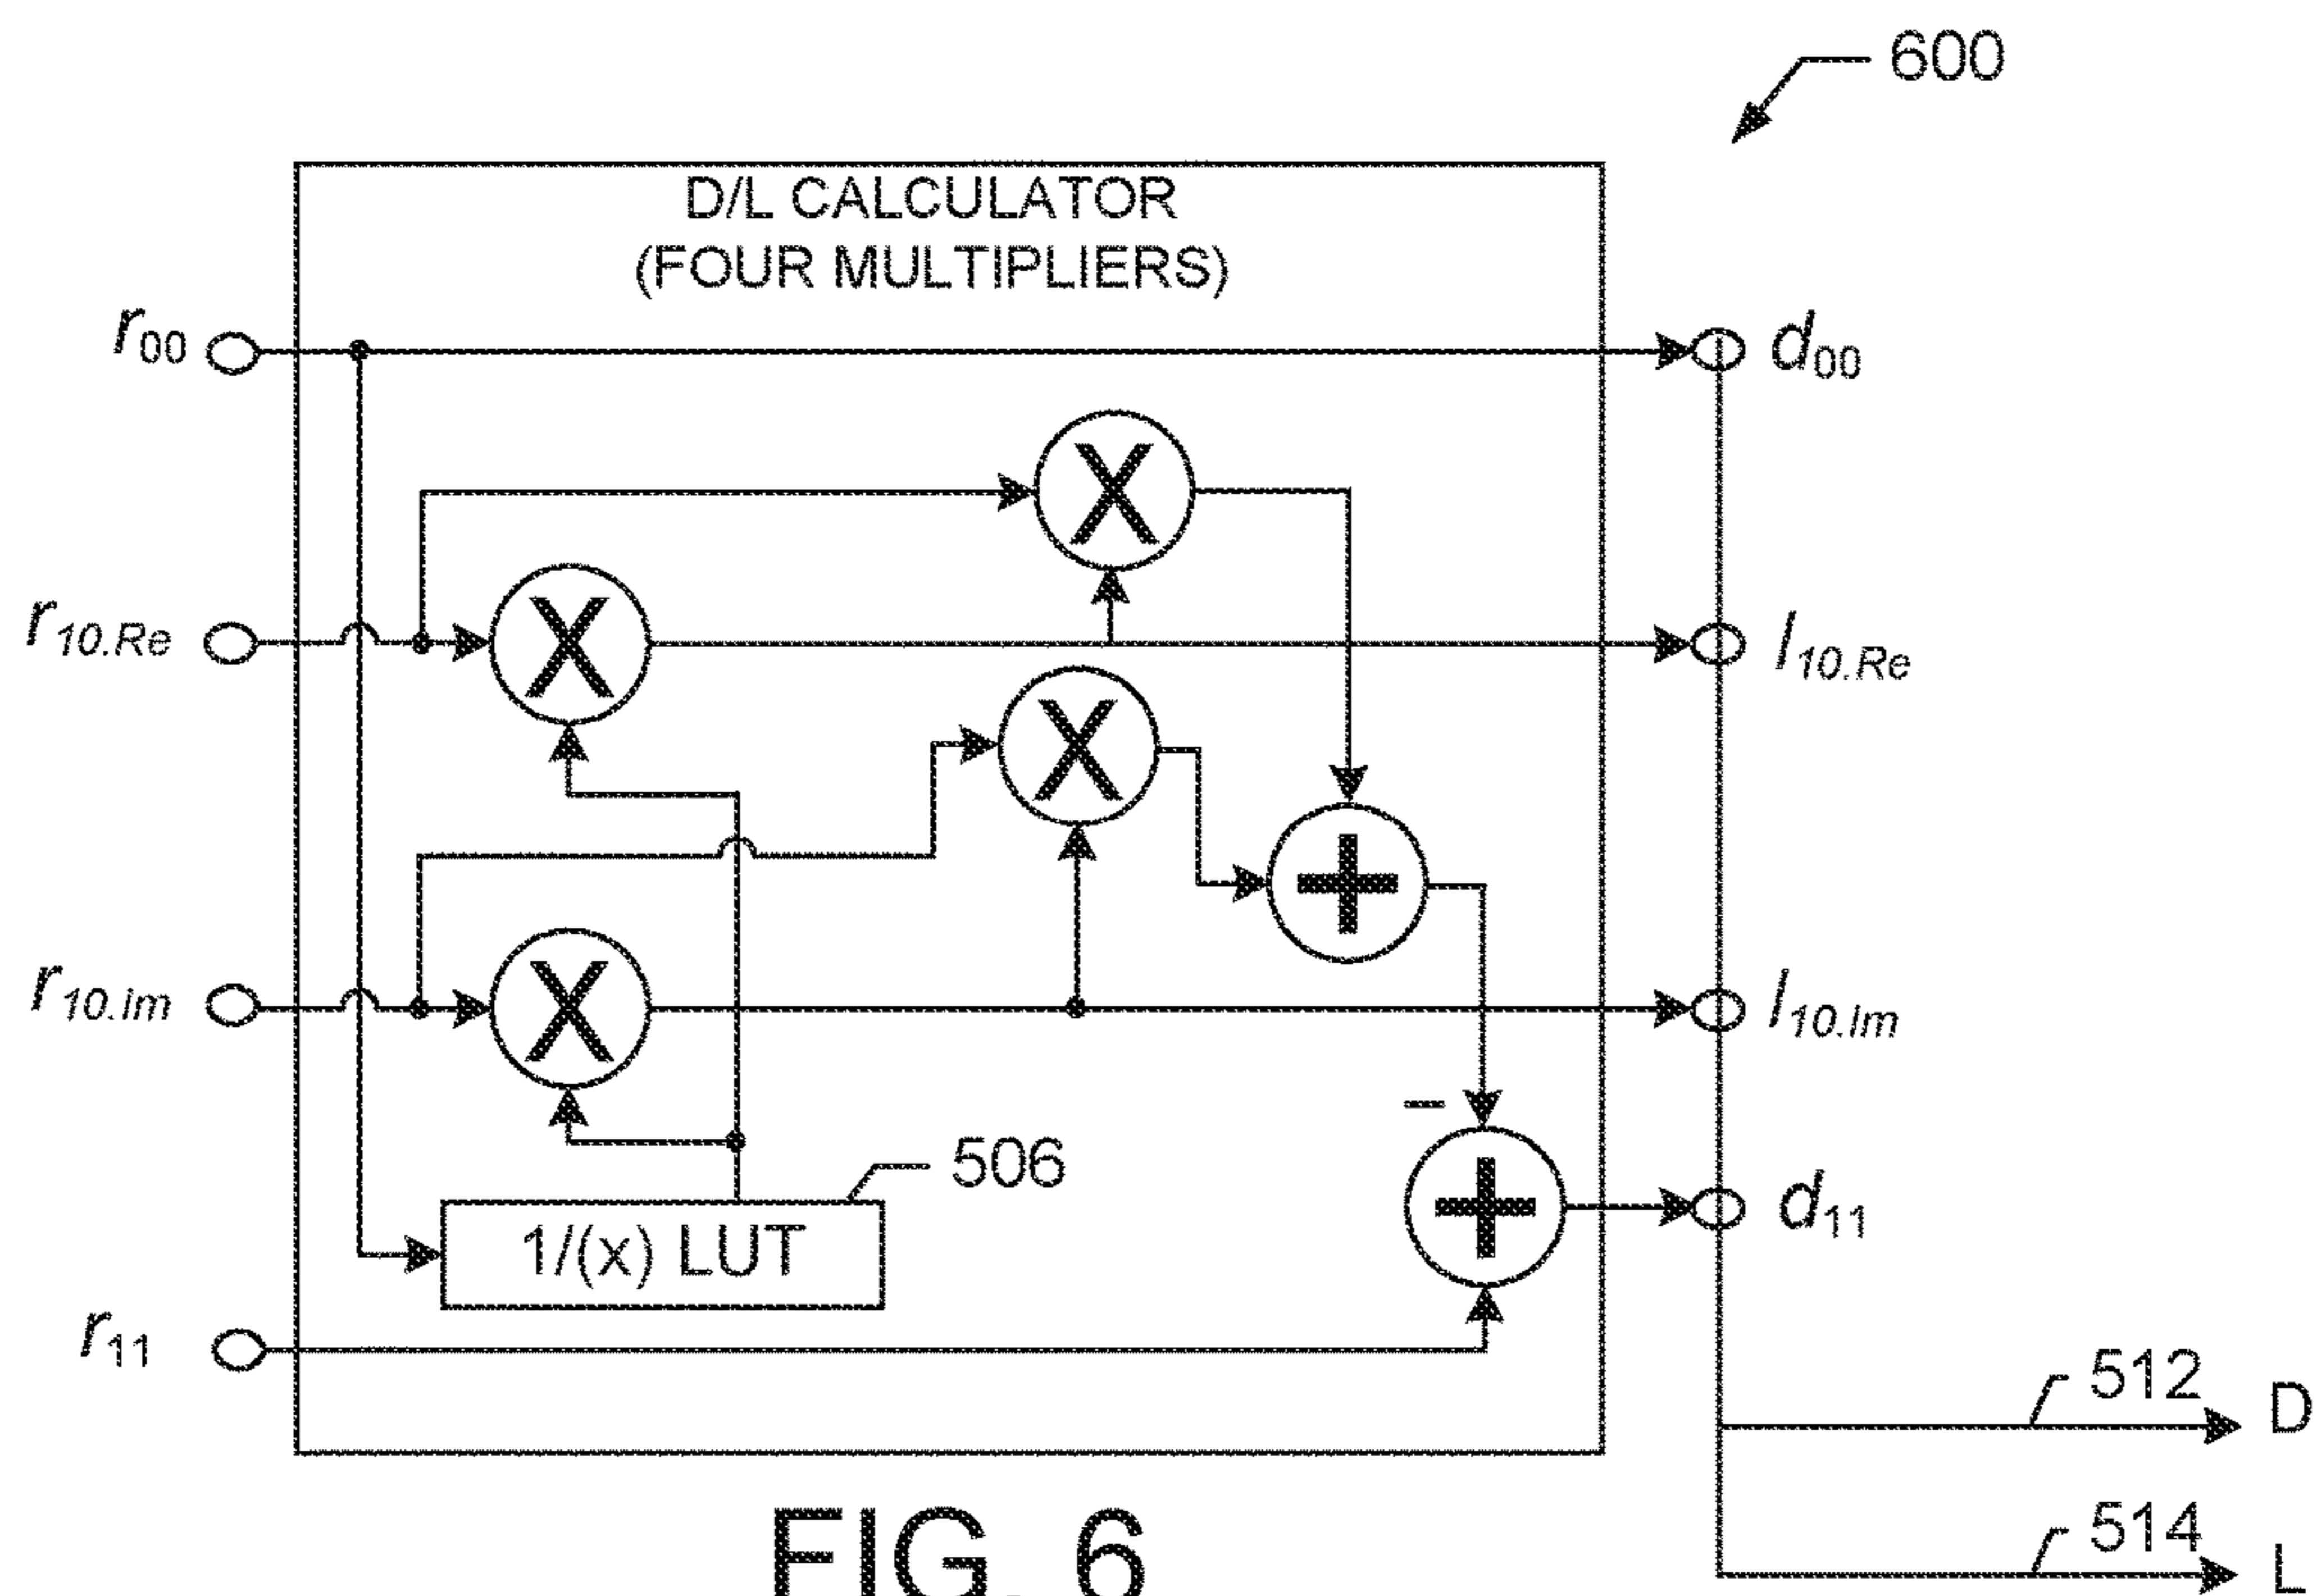 600
D/L CALCULATOR
(FOUR MULTIPLIERS)
r00
d00
X
r10.Re
X
l10.Re
X
+
r10.Im
X
l10.Im
–
506
1/(x) LUT
+
d11
r11
512
D
514
L
FIG. 6